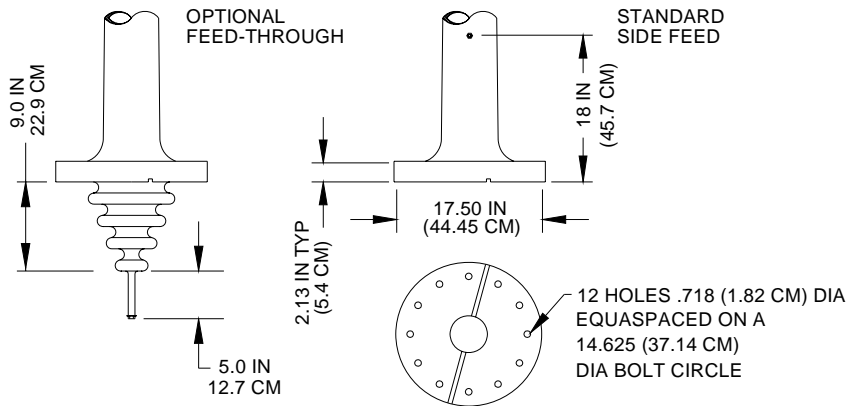 OPTIONAL
FEED-THROUGH
STANDARD
SIDE FEED
9.0 IN
22.9 CM
18 IN
(45.7 CM)
17.50 IN
(44.45 CM)
2.13 IN TYP
(5.4 CM)
5.0 IN
12.7 CM
12 HOLES .718 (1.82 CM) DIA
EQUASPACED ON A
14.625 (37.14 CM)
DIA BOLT CIRCLE